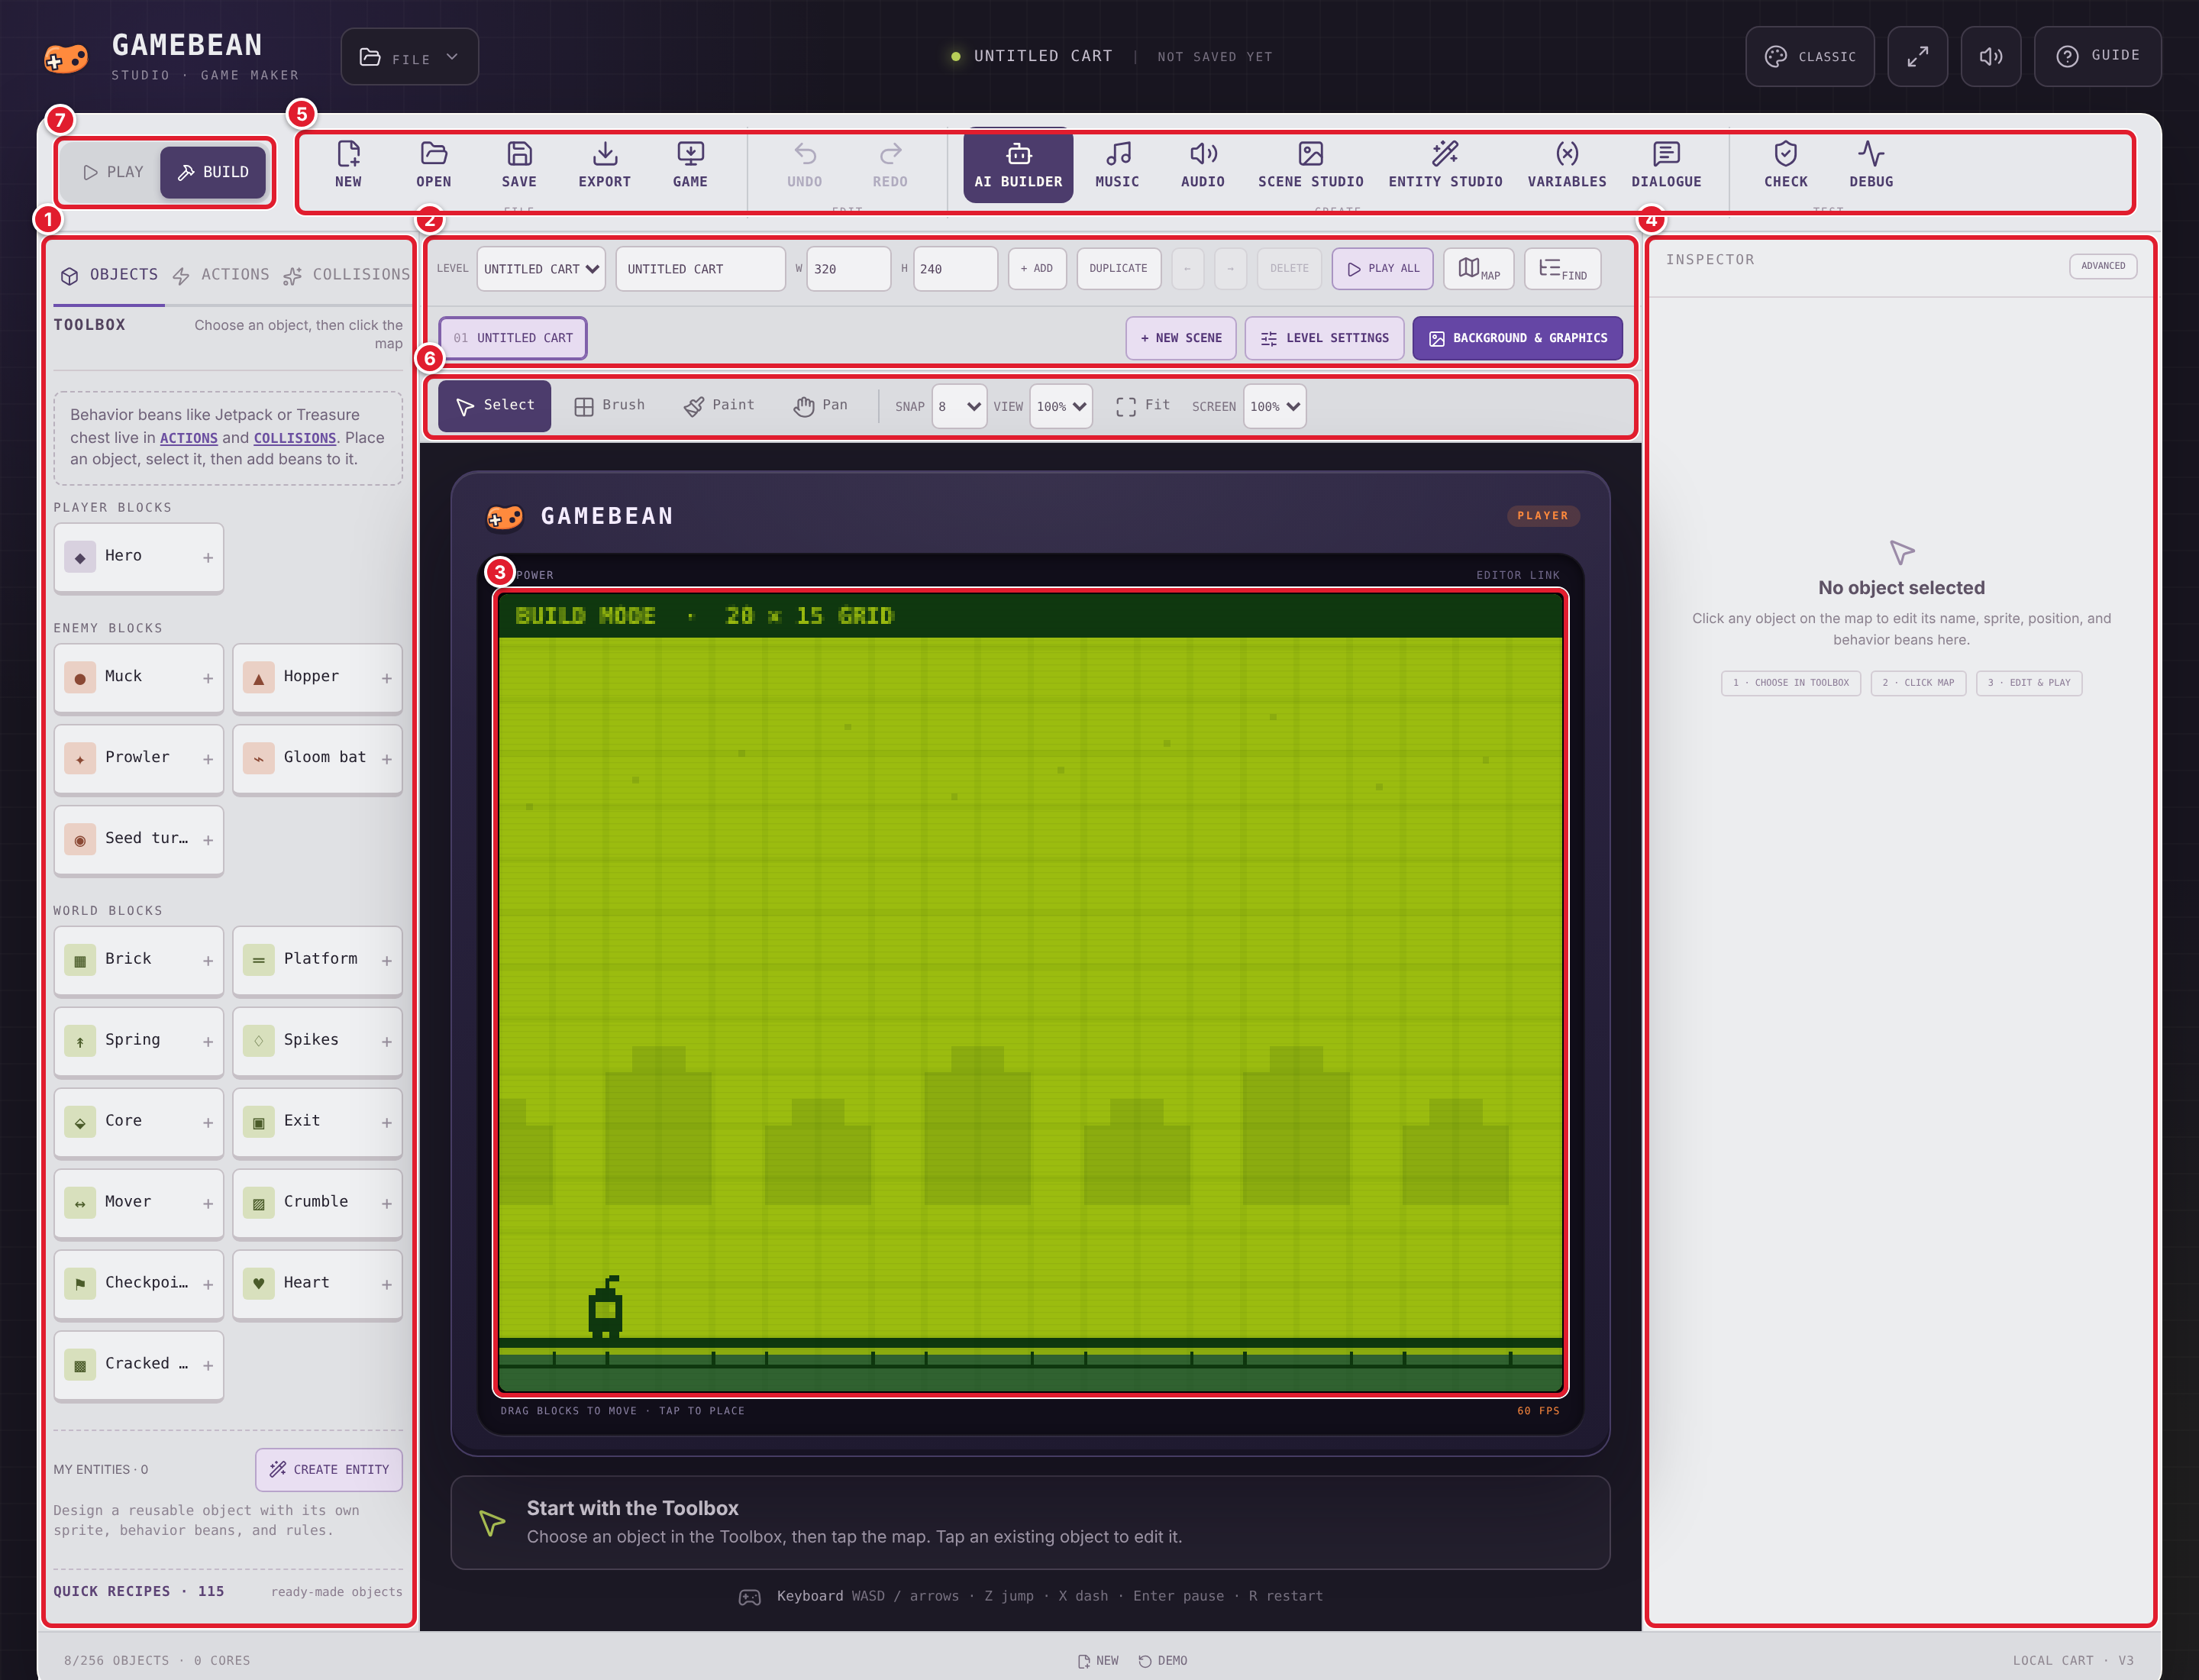 GAMEBEAN
STUDIO · GAME MAKER
FILE
UNTITLED CART | NOT SAVED YET
CLASSIC
GUIDE
7
5
PLAY
BUILD
NEW
OPEN
SAVE
EXPORT
GAME
UNDO
REDO
AI BUILDER
MUSIC
AUDIO
SCENE STUDIO
ENTITY STUDIO
VARIABLES
DIALOGUE
CHECK
DEBUG
FILE
EDIT
CREATE
TEST
1
2
4
OBJECTS
ACTIONS
COLLISIONS
TOOLBOX
Choose an object, then click the
map
Behavior beans like Jetpack or Treasure
chest live in ACTIONS and COLLISIONS. Place
an object, select it, then add beans to it.
PLAYER BLOCKS
Hero +
ENEMY BLOCKS
Muck +
Hopper +
Prowler +
Gloom bat +
Seed tur… +
WORLD BLOCKS
Brick +
Platform +
Spring +
Spikes +
Core +
Exit +
Mover +
Crumble +
Checkpoi… +
Heart +
Cracked … +
MY ENTITIES · 0
CREATE ENTITY
Design a reusable object with its own
sprite, behavior beans, and rules.
QUICK RECIPES · 115
ready-made objects
LEVEL
UNTITLED CART
UNTITLED CART
W
320
H
240
+ ADD
DUPLICATE
←
→
DELETE
PLAY ALL
MAP
FIND
01 UNTITLED CART
+ NEW SCENE
LEVEL SETTINGS
BACKGROUND & GRAPHICS
6
Select
Brush
Paint
Pan
SNAP
8
VIEW
100%
Fit
SCREEN
100%
GAMEBEAN
PLAYER
3
POWER
EDITOR LINK
BUILD MODE · 20 × 15 GRID
DRAG BLOCKS TO MOVE · TAP TO PLACE
60 FPS
Start with the Toolbox
Choose an object in the Toolbox, then tap the map. Tap an existing object to edit it.
Keyboard WASD / arrows · Z jump · X dash · Enter pause · R restart
INSPECTOR
ADVANCED
No object selected
Click any object on the map to edit its name, sprite, position, and
behavior beans here.
1 · CHOOSE IN TOOLBOX
2 · CLICK MAP
3 · EDIT & PLAY
8/256 OBJECTS · 0 CORES
NEW
DEMO
LOCAL CART · V3